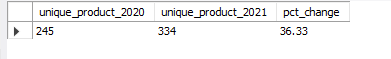 unique_product_2020 unique_product_2021 pct_change
245 334 36.33